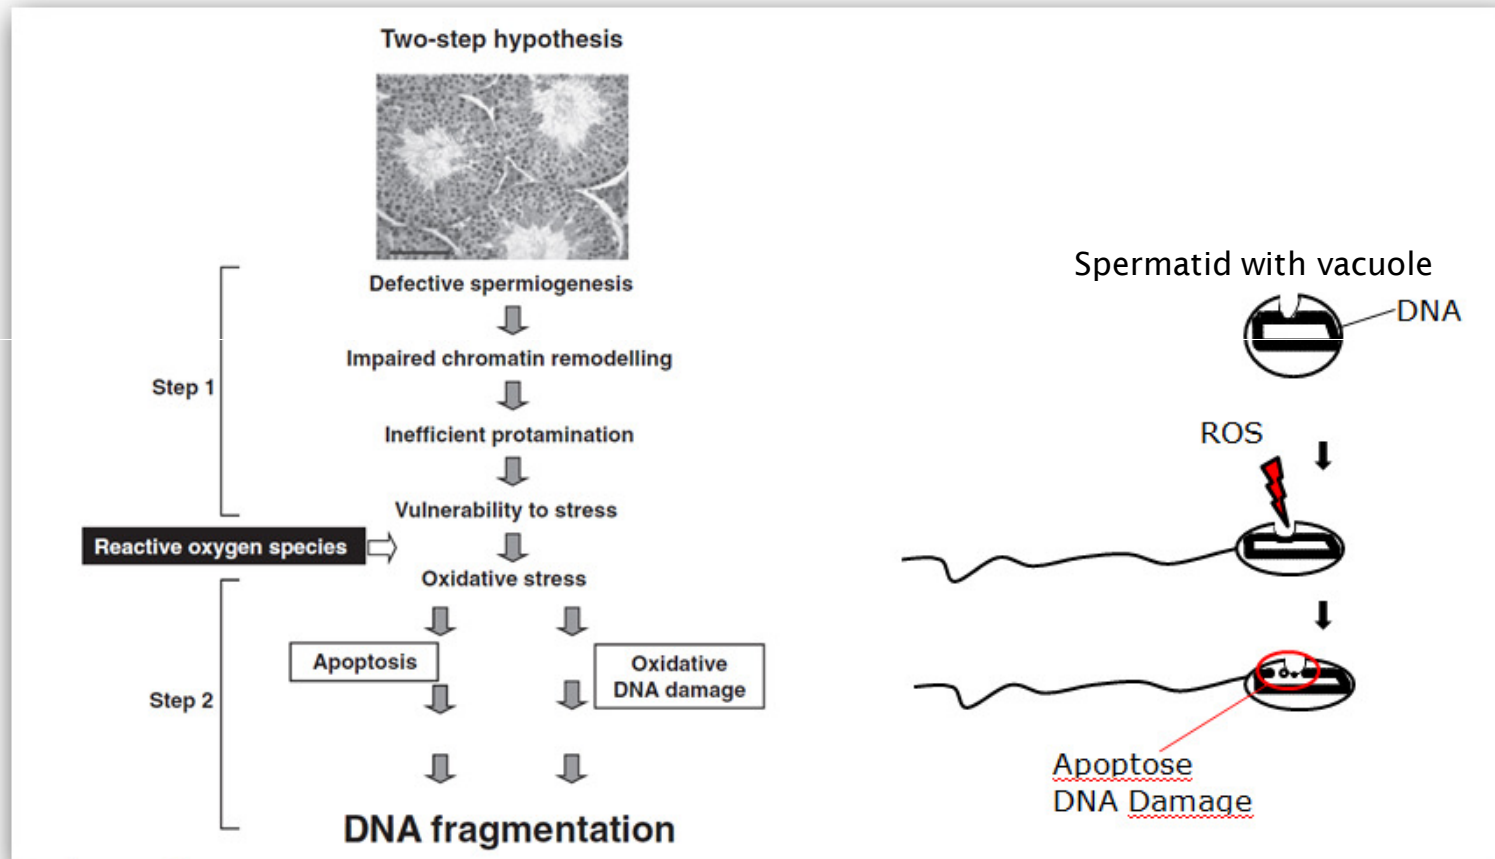 Two-step hypothesis
Defective spermiogenesis
Impaired chromatin remodelling
Step 1
Inefficient protamination
Vulnerability to stress
Reactive oxygen species
Oxidative stress
Apoptosis
Oxidative
DNA damage
Step 2
DNA fragmentation
Spermatid with vacuole
DNA
ROS
Apoptose
DNA Damage